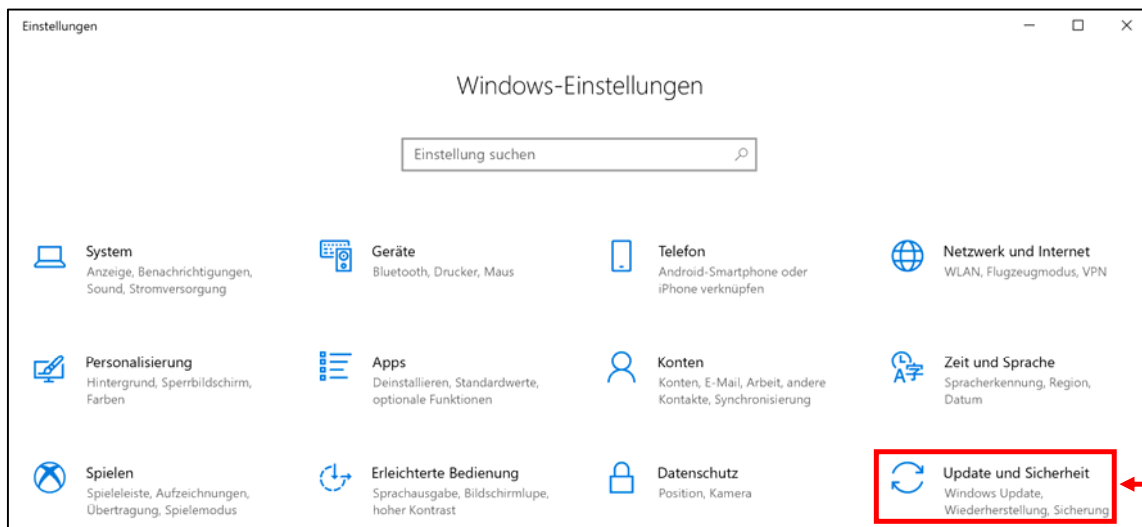 Einstellungen
Windows-Einstellungen
Einstellung suchen
System
Anzeige, Benachrichtigungen,
Sound, Stromversorgung
Geräte
Bluetooth, Drucker, Maus
Telefon
Android-Smartphone oder
iPhone verknüpfen
Netzwerk und Internet
WLAN, Flugzeugmodus, VPN
Personalisierung
Hintergrund, Sperrbildschirm,
Farben
Apps
Deinstallieren, Standardwerte,
optionale Funktionen
Konten
Konten, E-Mail, Arbeit, andere
Kontakte, Synchronisierung
Zeit und Sprache
Spracherkennung, Region,
Datum
Spielen
Spieleleiste, Aufzeichnungen,
Übertragung, Spielemodus
Erleichterte Bedienung
Sprachausgabe, Bildschirmlupe,
hoher Kontrast
Datenschutz
Position, Kamera
Update und Sicherheit
Windows Update,
Wiederherstellung, Sicherung